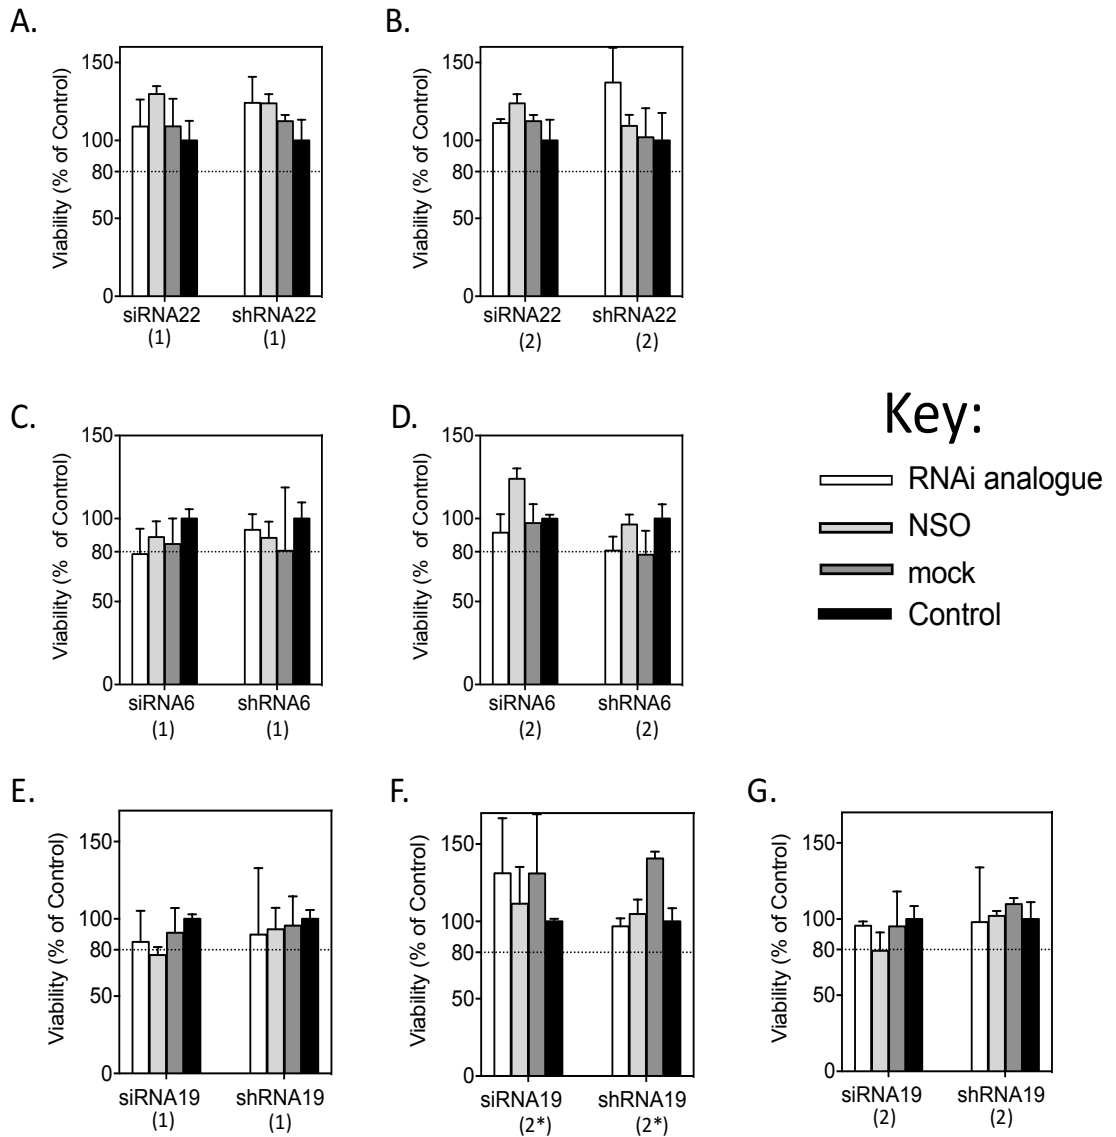 A.
Viability (% of Control)
150
100
80
50
0
siRNA22
(1)
shRNA22
(1)
B.
Viability (% of Control)
150
100
80
50
0
siRNA22
(2)
shRNA22
(2)
C.
Viability (% of Control)
150
100
80
50
0
siRNA6
(1)
shRNA6
(1)
D.
Viability (% of Control)
150
100
80
50
0
siRNA6
(2)
shRNA6
(2)
Key:
RNAi analogue
NSO
mock
Control
E.
Viability (% of Control)
150
100
80
50
0
siRNA19
(1)
shRNA19
(1)
F.
Viability (% of Control)
150
100
80
50
0
siRNA19
(2*)
shRNA19
(2*)
G.
Viability (% of Control)
150
100
80
50
0
siRNA19
(2)
shRNA19
(2)